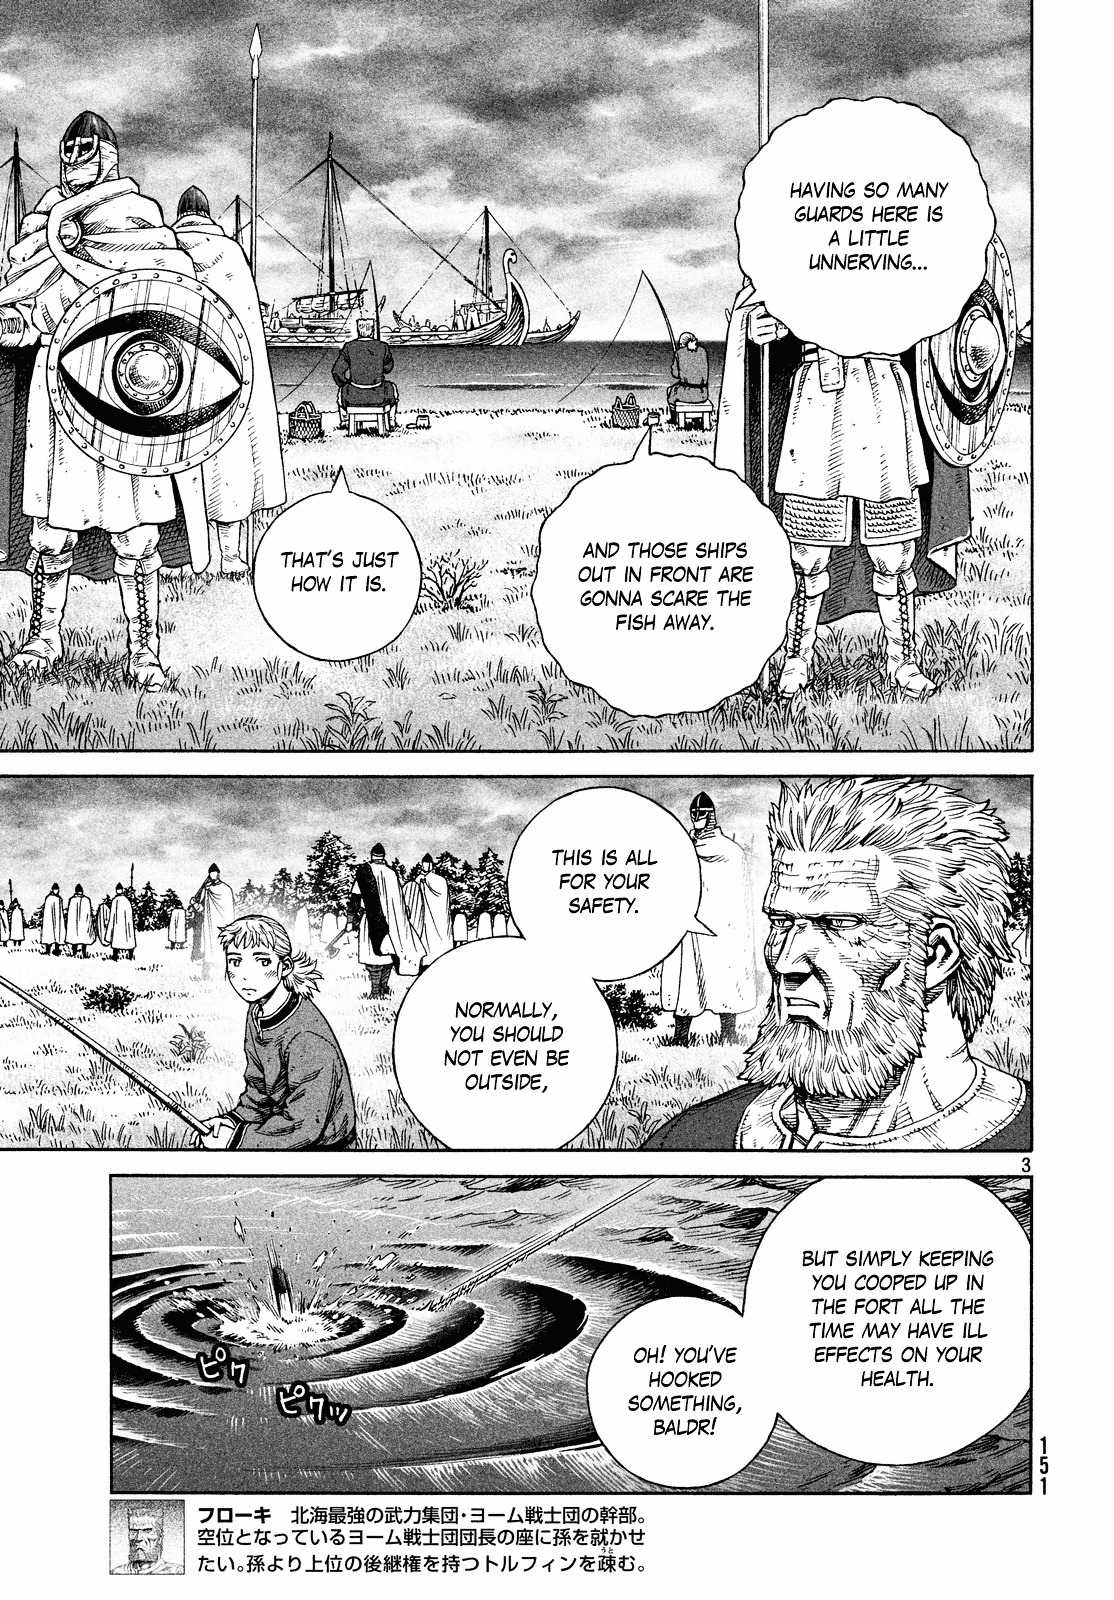 HAVING SO MANY
GUARDS HERE IS
A LITTLE
UNNERVING...
AND THOSE SHIPS
OUT IN FRONT ARE
GONNA SCARE THE
FISH AWAY.
THAT'S JUST
HOW IT IS.
THIS IS ALL
FOR YOUR
SAFETY.
NORMALLY,
YOU SHOULD
NOT EVEN BE
OUTSIDE,
3
BUT SIMPLY KEEPING
YOU COOPED UP IN
THE FORT ALL THE
TIME MAY HAVE ILL
EFFECTS ON YOUR
HEALTH.
OH! YOU'VE
HOOKED
SOMETHING,
BALDR!
ピク
ピクッ
151
フローキ 北海最強の武力集団・ヨーム戦士団の幹部。
空位となっているヨーム戦士団団長の座に孫を就かせ
たい。孫より上位の後継権を持つトルフィンを疎む。
うと